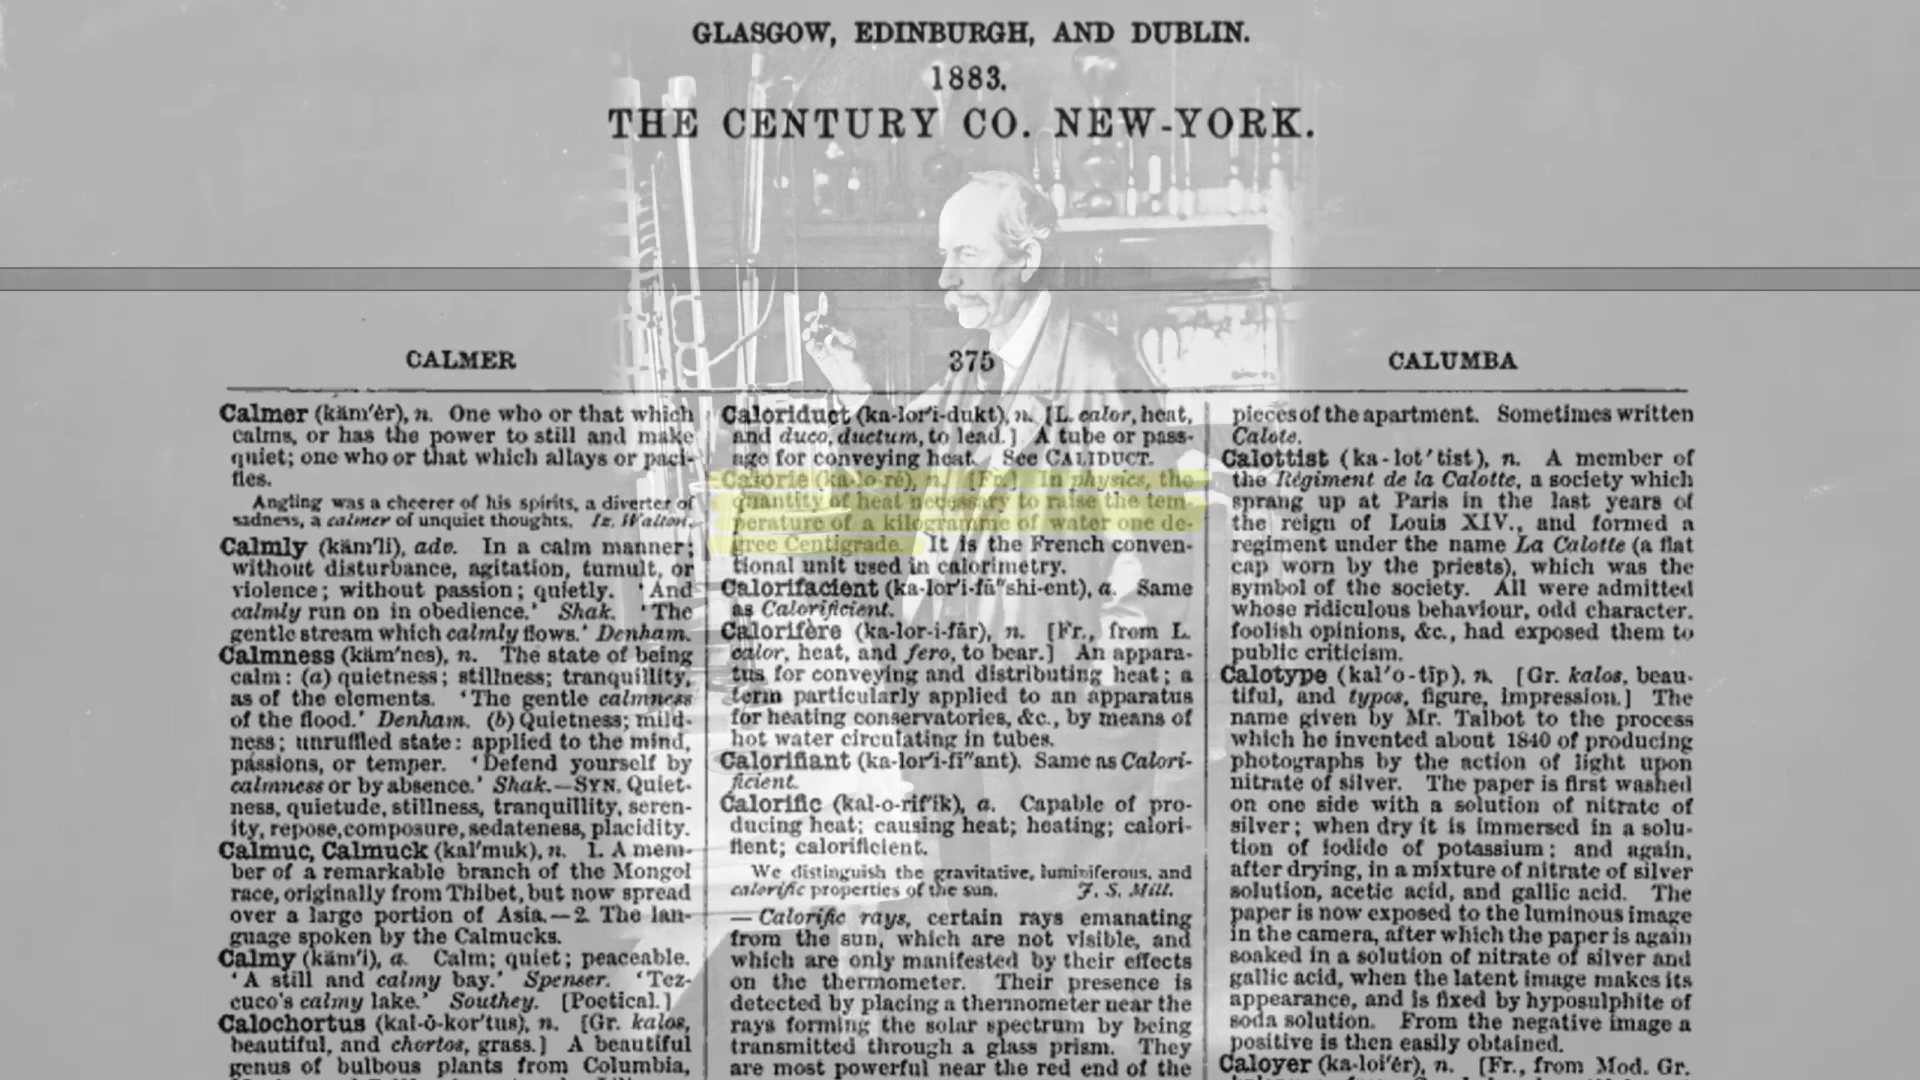 GLASGOW, EDINBURGH, AND DUBLIN.
1883.
THE CENTURY CO. NEW-YORK.
CALMER 375 CALUMBA
Calmer (käm'ėr), n. One who or that which
calms, or has the power to still and make
quiet; one who or that which allays or paci-
fies.
Angling was a cheerer of his spirits, a diverter of
sadness, a calmer of unquiet thoughts. Iz. Walton.
Calmly (käm'li), adv. In a calm manner;
without disturbance, agitation, tumult, or
violence; without passion; quietly. 'And
calmly run on in obedience.' Shak. 'The
gentle stream which calmly flows.' Denham.
Calmness (käm'nes), n. The state of being
calm: (a) quietness; stillness; tranquillity,
as of the elements. 'The gentle calmness
of the flood.' Denham. (b) Quietness; mild-
ness; unruffled state: applied to the mind,
passions, or temper. 'Defend yourself by
calmness or by absence.' Shak.—SYN. Quiet-
ness, quietude, stillness, tranquillity, seren-
ity, repose, composure, sedateness, placidity.
Calmuc, Calmuck (kal'muk), n. 1. A mem-
ber of a remarkable branch of the Mongol
race, originally from Thibet, but now spread
over a large portion of Asia.—2. The lan-
guage spoken by the Calmucks.
Calmy (käm'i), a. Calm; quiet; peaceable.
'A still and calmy bay.' Spenser. 'Tez-
cuco's calmy lake.' Southey. [Poetical.]
Calochortus (kal-ō-kor'tus), n. [Gr. kalos,
beautiful, and chortos, grass.] A beautiful
genus of bulbous plants from Columbia,
Caloriduct (ka-lor'i-dukt), n. [L. calor, heat,
and duco, ductum, to lead.] A tube or pass-
age for conveying heat. See CALIDUCT.
Calorie (ka-lo-rē), n. [Fr.] In physics, the
quantity of heat necessary to raise the tem-
perature of a kilogramme of water one de-
gree Centigrade. It is the French conven-
tional unit used in calorimetry.
Calorifacient (ka-lor'i-fā"shi-ent), a. Same
as Calorificient.
Calorifère (ka-lor-i-fār), n. [Fr., from L.
calor, heat, and fero, to bear.] An appara-
tus for conveying and distributing heat; a
term particularly applied to an apparatus
for heating conservatories, &c., by means of
hot water circulating in tubes.
Calorifiant (ka-lor'i-fi"ant). Same as Calori-
ficient.
Calorific (kal-o-rif'ik), a. Capable of pro-
ducing heat; causing heat; heating; calori-
fient; calorificient.
We distinguish the gravitative, luminiferous, and
calorific properties of the sun. J. S. Mill.
— Calorific rays, certain rays emanating
from the sun, which are not visible, and
which are only manifested by their effects
on the thermometer. Their presence is
detected by placing a thermometer near the
rays forming the solar spectrum by being
transmitted through a glass prism. They
are most powerful near the red end of the
pieces of the apartment. Sometimes written
Calote.
Calottist (ka-lot'tist), n. A member of
the Régiment de la Calotte, a society which
sprang up at Paris in the last years of
the reign of Louis XIV., and formed a
regiment under the name La Calotte (a flat
cap worn by the priests), which was the
symbol of the society. All were admitted
whose ridiculous behaviour, odd character.
foolish opinions, &c., had exposed them to
public criticism.
Calotype (kal'o-tīp), n. [Gr. kalos, beau-
tiful, and typos, figure, impression.] The
name given by Mr. Talbot to the process
which he invented about 1840 of producing
photographs by the action of light upon
nitrate of silver. The paper is first washed
on one side with a solution of nitrate of
silver; when dry it is immersed in a solu-
tion of iodide of potassium; and again,
after drying, in a mixture of nitrate of silver
solution, acetic acid, and gallic acid. The
paper is now exposed to the luminous image
in the camera, after which the paper is again
soaked in a solution of nitrate of silver and
gallic acid, when the latent image makes its
appearance, and is fixed by hyposulphite of
soda solution. From the negative image a
positive is then easily obtained.
Caloyer (ka-loi'ėr), n. [Fr., from Mod. Gr.